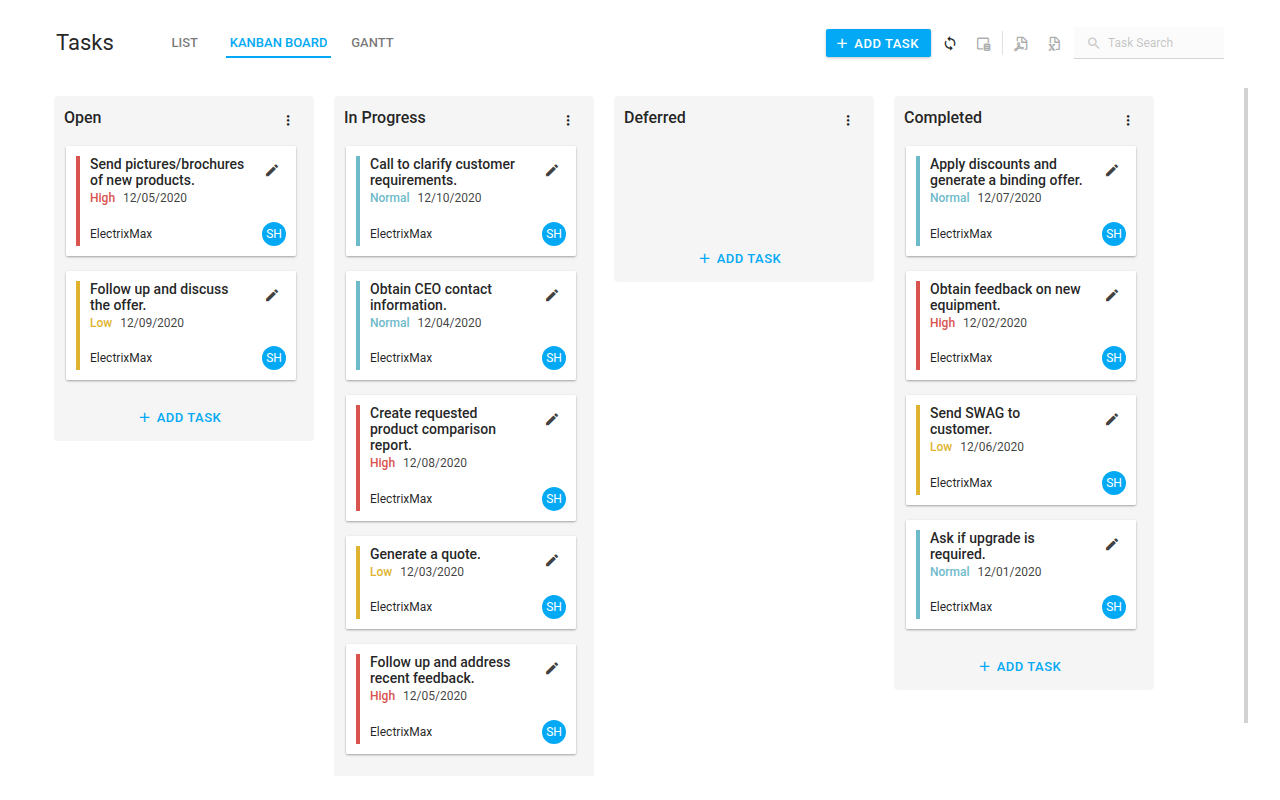 Tasks
LIST
KANBAN BOARD
GANTT
+ ADD TASK
Task Search
Open
Send pictures/brochures
of new products.
High 12/05/2020
ElectrixMax
SH
Follow up and discuss
the offer.
Low 12/09/2020
ElectrixMax
SH
+ ADD TASK
In Progress
Call to clarify customer
requirements.
Normal 12/10/2020
ElectrixMax
SH
Obtain CEO contact
information.
Normal 12/04/2020
ElectrixMax
SH
Create requested
product comparison
report.
High 12/08/2020
ElectrixMax
SH
Generate a quote.
Low 12/03/2020
ElectrixMax
SH
Follow up and address
recent feedback.
High 12/05/2020
ElectrixMax
SH
Deferred
+ ADD TASK
Completed
Apply discounts and
generate a binding offer.
Normal 12/07/2020
ElectrixMax
SH
Obtain feedback on new
equipment.
High 12/02/2020
ElectrixMax
SH
Send SWAG to
customer.
Low 12/06/2020
ElectrixMax
SH
Ask if upgrade is
required.
Normal 12/01/2020
ElectrixMax
SH
+ ADD TASK